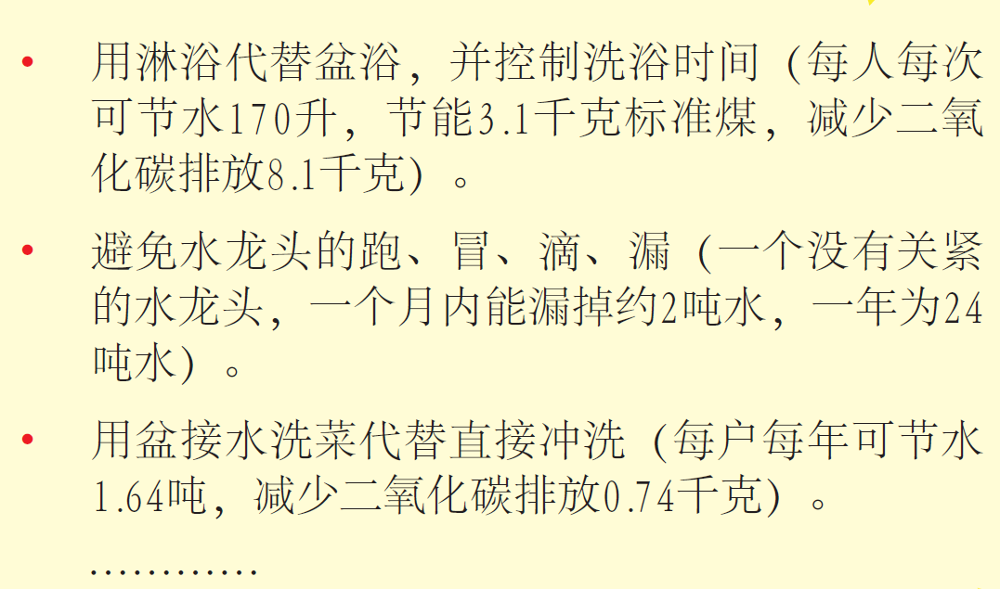 • 用淋浴代替盆浴，并控制洗浴时间（每人每次
可节水170升，节能3.1千克标准煤，减少二氧
化碳排放8.1千克）。
• 避免水龙头的跑、冒、滴、漏（一个没有关紧
的水龙头，一个月内能漏掉约2吨水，一年为24
吨水）。
• 用盆接水洗菜代替直接冲洗（每户每年可节水
1.64吨，减少二氧化碳排放0.74千克）。
…………